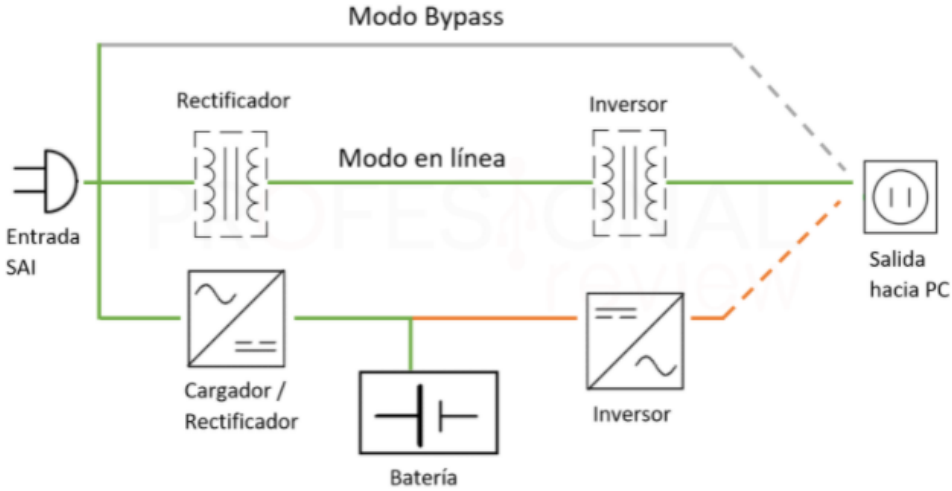 Modo Bypass
Rectificador
Inversor
Modo en línea
PROFESIONAL
review
Entrada
SAI
Salida
hacia PC
Cargador /
Rectificador
Inversor
Batería